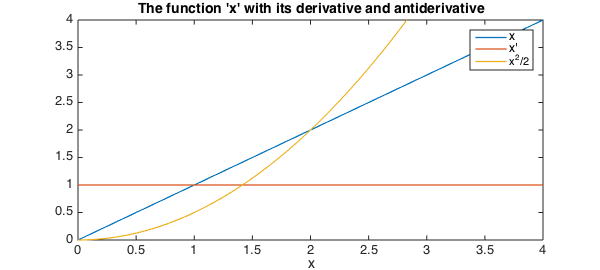 The function 'x' with its derivative and antiderivative
4
3.5
3
2.5
2
1.5
1
0.5
0
x
x'
x²/2
0 0.5 1 1.5 2 2.5 3 3.5 4
x